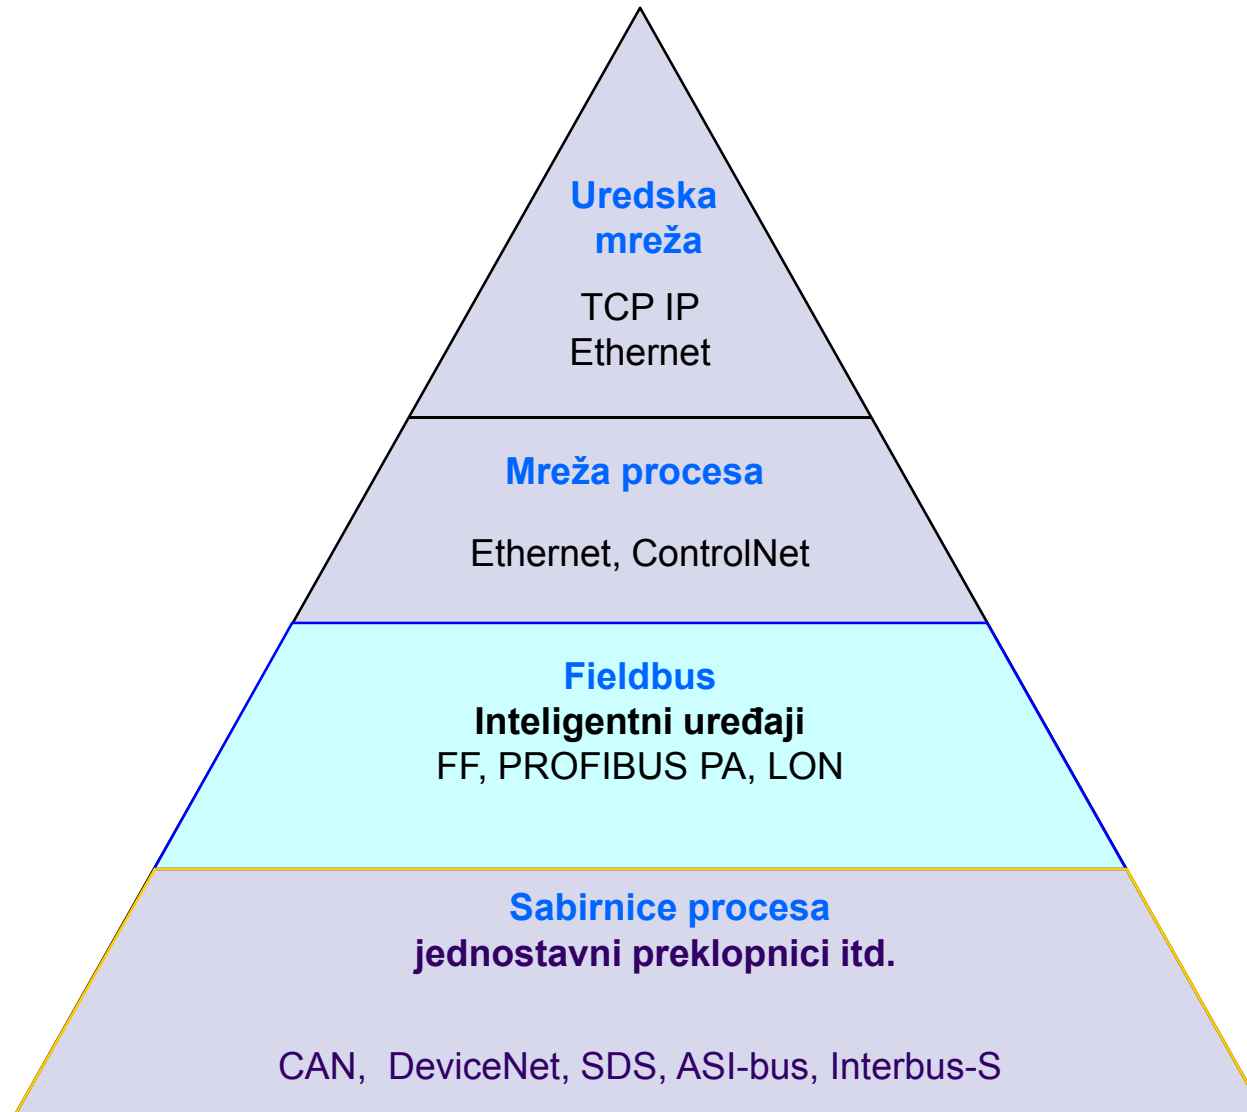 Uredska
mreža
TCP IP
Ethernet
Mreža procesa
Ethernet, ControlNet
Fieldbus
Inteligentni uređaji
FF, PROFIBUS PA, LON
Sabirnice procesa
jednostavni preklopnici itd.
CAN, DeviceNet, SDS, ASI-bus, Interbus-S